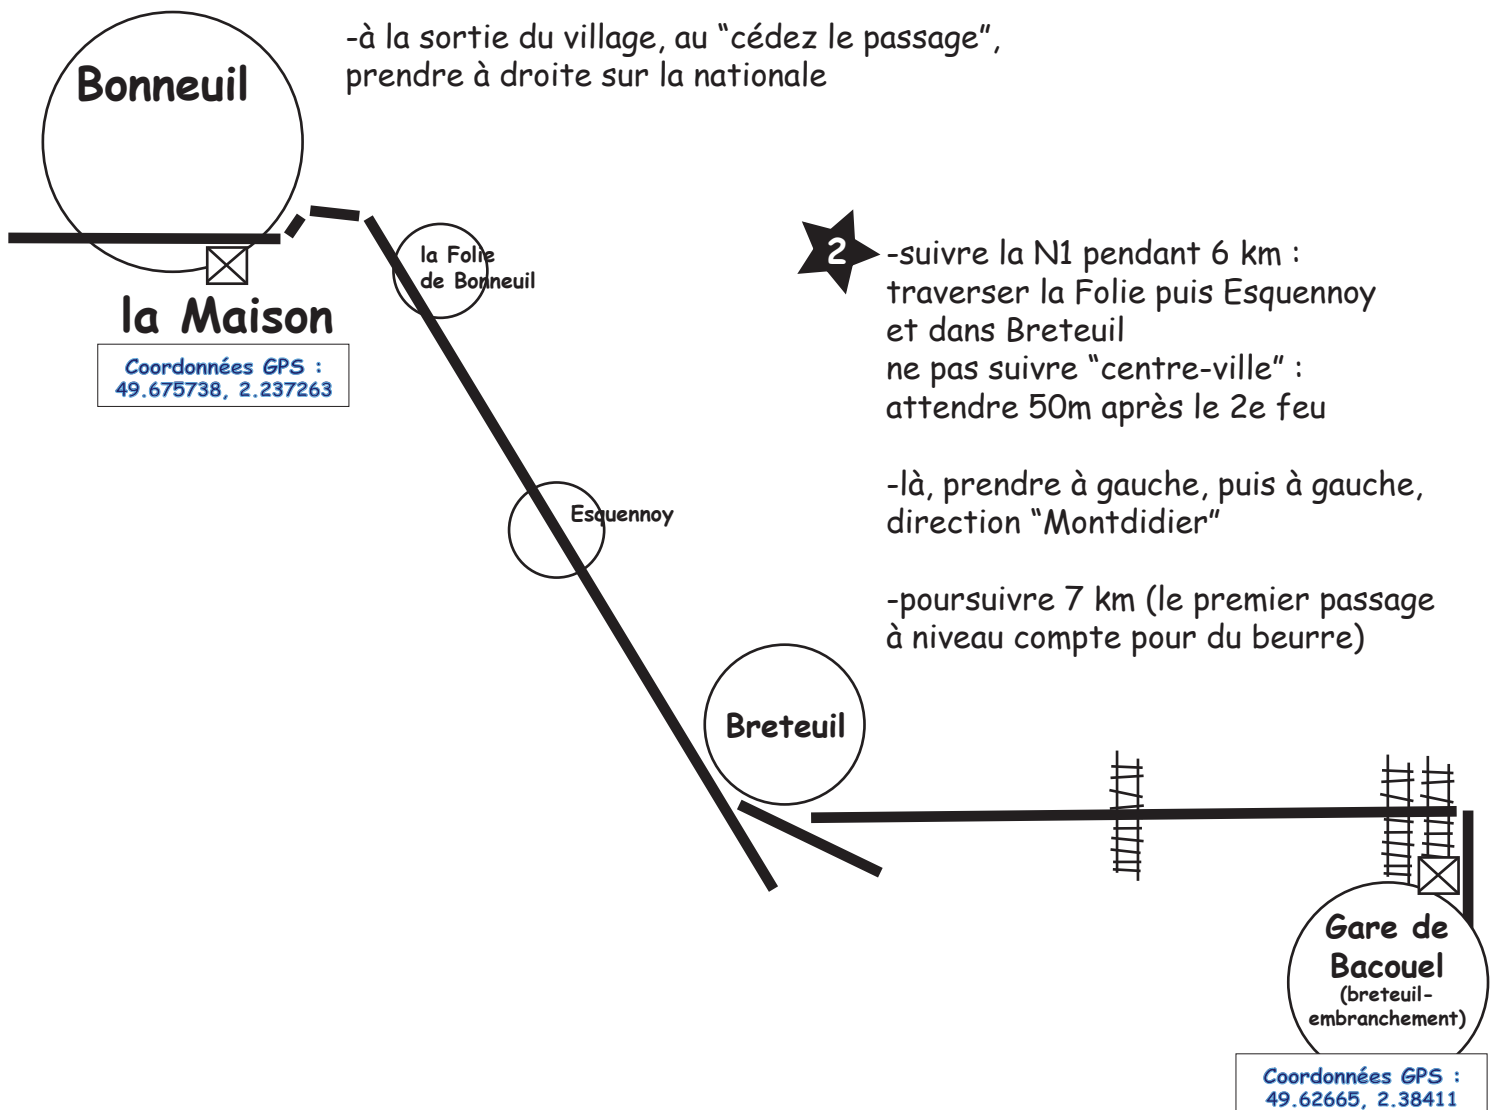 -à la sortie du village, au “cédez le passage”,
prendre à droite sur la nationale
Bonneuil
la Folie
de Bonneuil
la Maison
Coordonnées GPS :
49.675738, 2.237263
2
-suivre la N1 pendant 6 km :
traverser la Folie puis Esquennoy
et dans Breteuil
ne pas suivre “centre-ville” :
attendre 50m après le 2e feu
-là, prendre à gauche, puis à gauche,
direction “Montdidier”
-poursuivre 7 km (le premier passage
à niveau compte pour du beurre)
Esquennoy
Breteuil
Gare de
Bacouel
(breteuil-
embranchement)
Coordonnées GPS :
49.62665, 2.38411